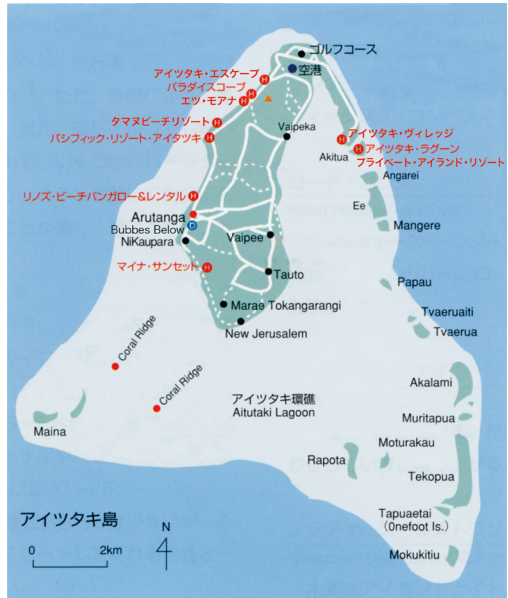 ゴルフコース
空港
アイツタキ・エスケープ
パラダイスコーブ
エツ・モアナ
タマヌビーチリゾート
パシフィック・リゾート・アイタツキ
Vaipeka
アイツタキ・ヴィレッジ
アイツタキ・ラグーン
プライベート・アイランド・リゾート
Akitua
Angarei
Ee
Mangere
リノズ・ビーチバンガロー&レンタル
Arutanga
Bubbes Below
NiKaupara
Vaipee
マイナ・サンセット
Tauto
Papau
Marae Tokangarangi
New Jerusalem
Tvaeruaiti
Tvaerua
Coral Ridge
Coral Ridge
アイツタキ環礁
Aitutaki Lagoon
Akalami
Muritapua
Maina
Moturakau
Rapota
Tekopua
Tapuaetai
(Onefoot Is.)
Mokukitiu
アイツタキ島
N
0 2km
H
H
H
H
H
H
H
H
H
D